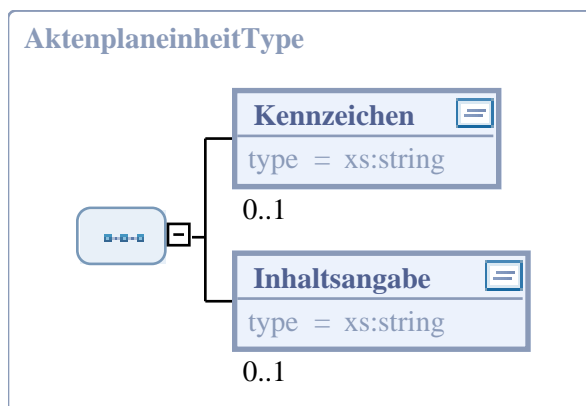 AktenplaneinheitType
Kennzeichen
type = xs:string
0..1
Inhaltsangabe
type = xs:string
0..1